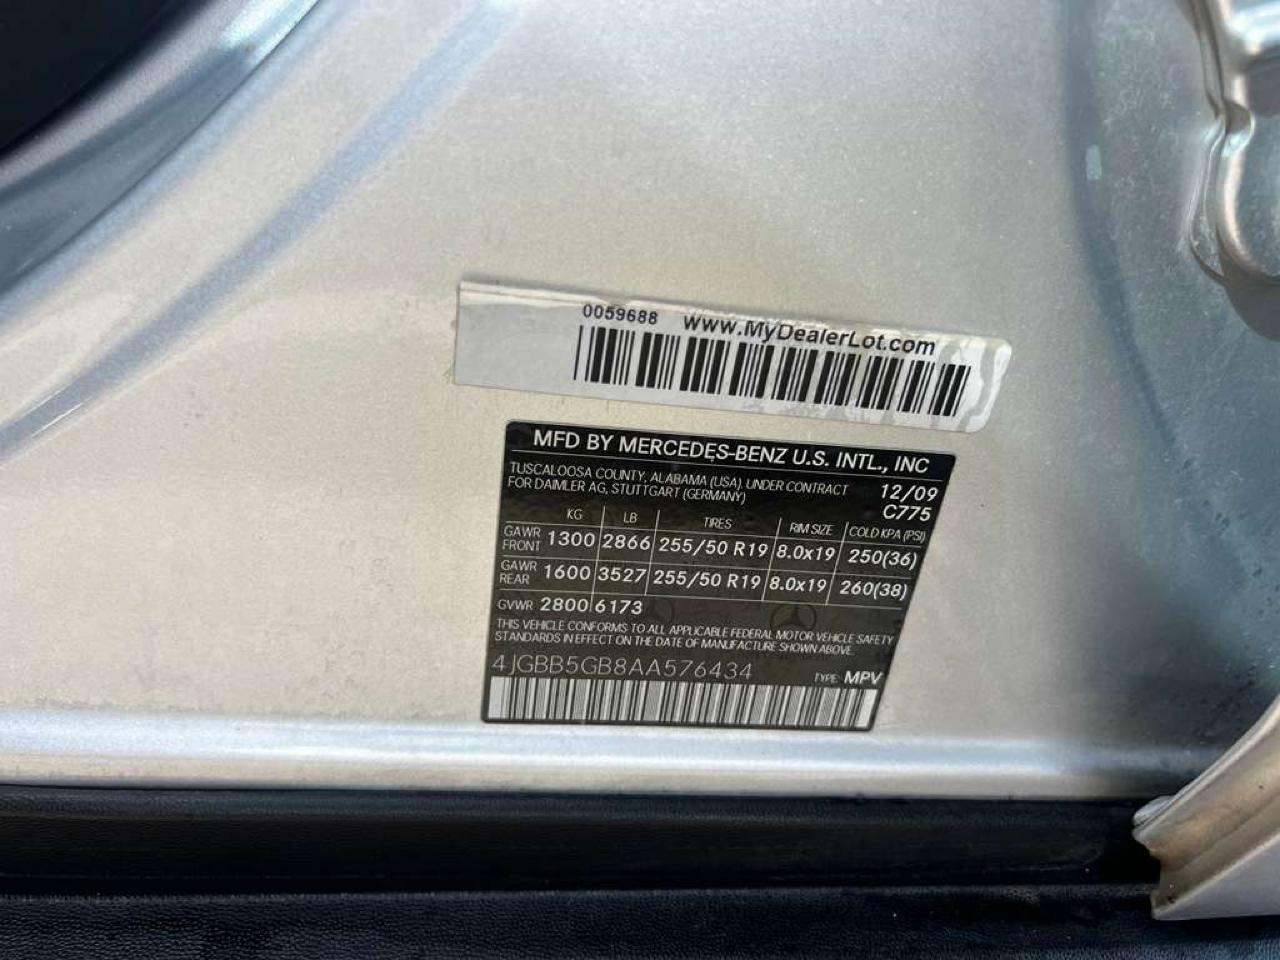 0059688 www.MyDealerLot.com
MFD BY MERCEDES-BENZ U.S. INTL., INC
TUSCALOOSA COUNTY, ALABAMA (USA), UNDER CONTRACT 12/09
FOR DAIMLER AG, STUTTGART (GERMANY) C775
KG LB TIRES RIM SIZE COLD KPA (PSI)
GAWR FRONT 1300 2866 255/50 R19 8.0x19 250(36)
GAWR REAR 1600 3527 255/50 R19 8.0x19 260(38)
GVWR 2800 6173
THIS VEHICLE CONFORMS TO ALL APPLICABLE FEDERAL MOTOR VEHICLE SAFETY
STANDARDS IN EFFECT ON THE DATE OF MANUFACTURE SHOWN ABOVE.
4JGBB5GB8AA576434 TYPE: MPV